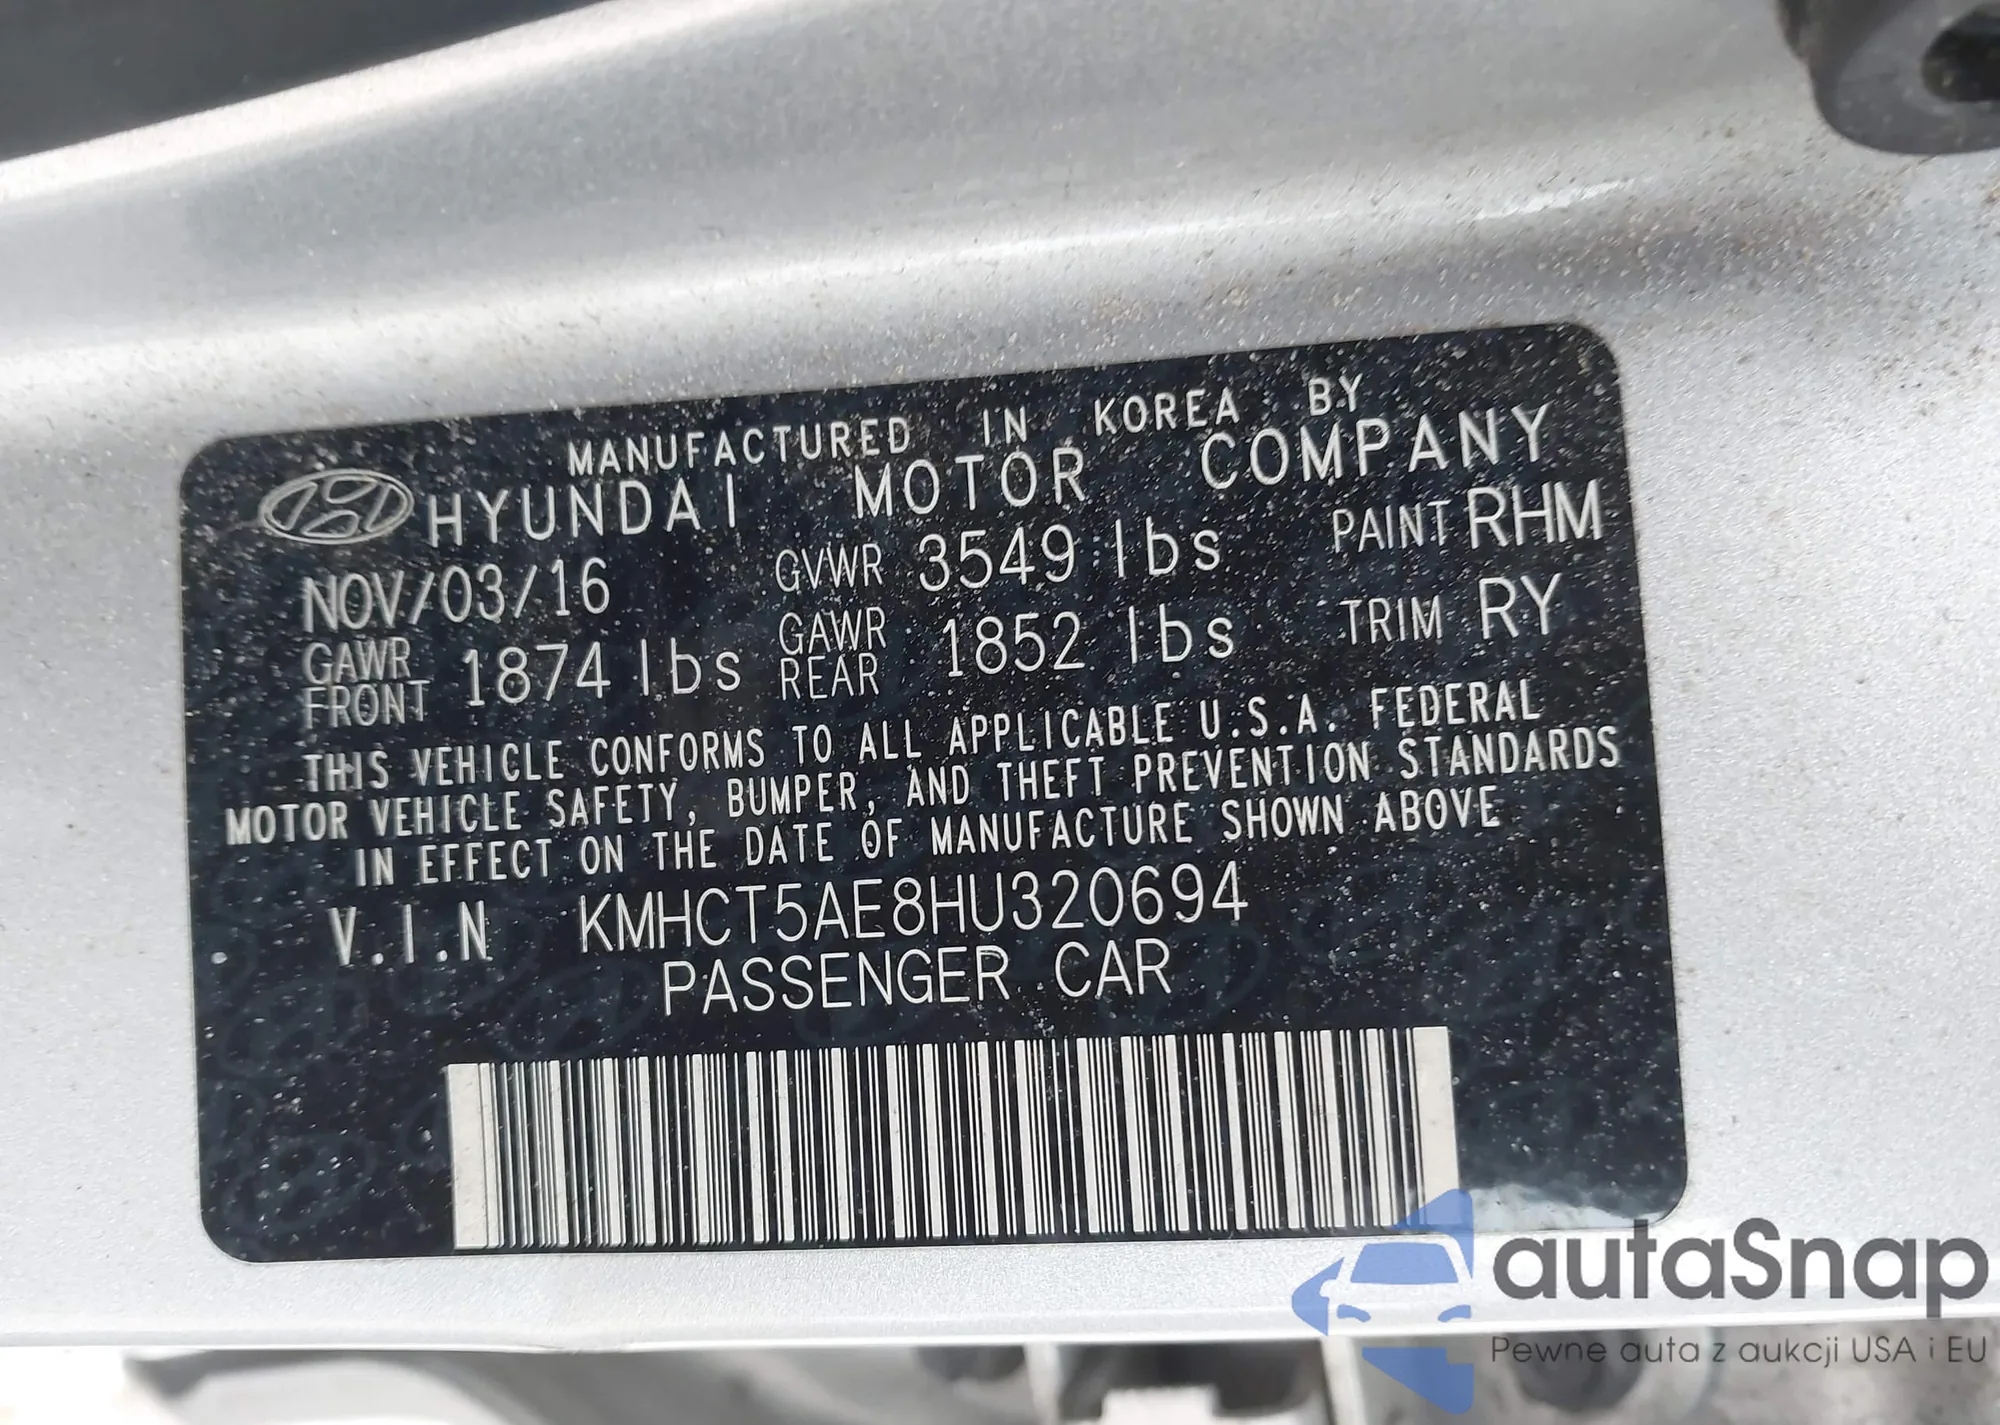 MANUFACTURED IN KOREA BY
HYUNDAI MOTOR COMPANY
NOV/03/16 GVWR 3549 lbs PAINT RHM
GAWR FRONT 1874 lbs GAWR REAR 1852 lbs TRIM RY
THIS VEHICLE CONFORMS TO ALL APPLICABLE U.S.A. FEDERAL
MOTOR VEHICLE SAFETY, BUMPER, AND THEFT PREVENTION STANDARDS
IN EFFECT ON THE DATE OF MANUFACTURE SHOWN ABOVE
V.I.N KMHCT5AE8HU320694
PASSENGER CAR
autaSnap
Pewne auta z aukcji USA i EU